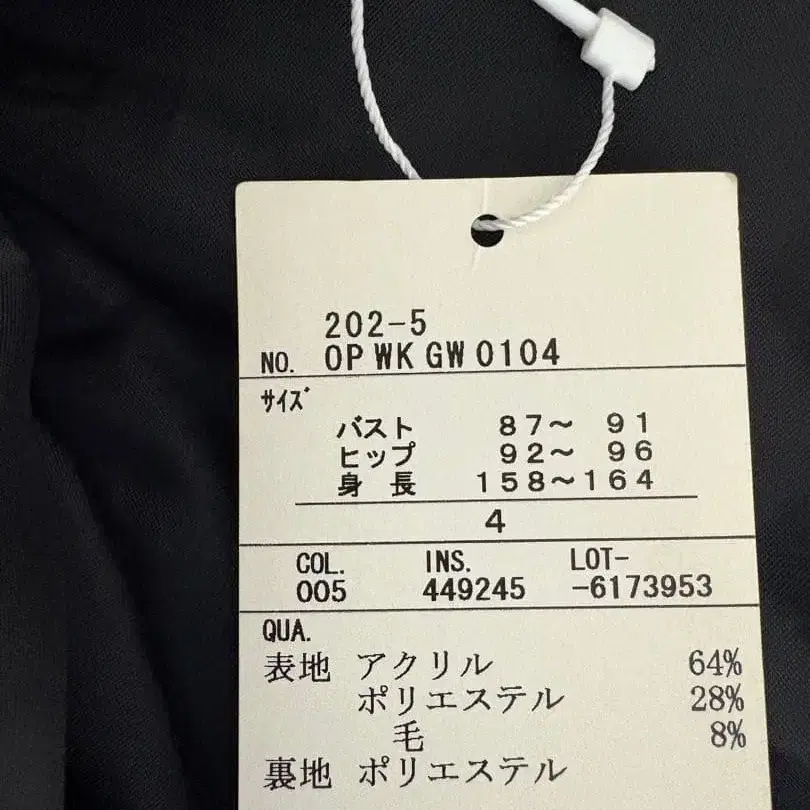 202-5
NO. OP WK GW 0104
サイズ
バスト 87～ 91
ヒップ 92～ 96
身 長 158～164
4
COL. INS. LOT-
005 449245 -6173953
QUA.
表地 アクリル 64%
ポリエステル 28%
毛 8%
裏地 ポリエステル